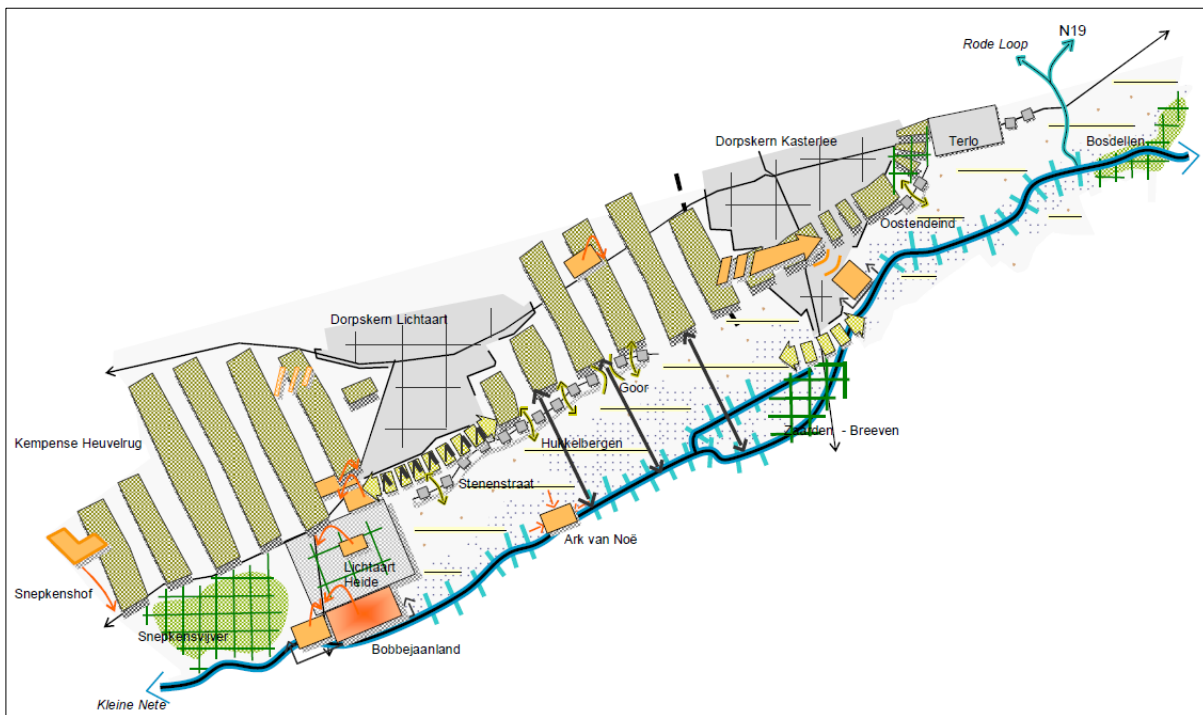 N19
Rode Loop
Dorpskern Kasterlee
Terlo
Bosdellen
Oostendeind
Dorpskern Lichtaart
Goor
Kempense Heuvelrug
Hukkelbergen
Zaarden - Breeven
Stenenstraat
Ark van Noë
Lichtaart
Heide
Snepkenshof
Snepkensvijver
Bobbejaanland
Kleine Nete